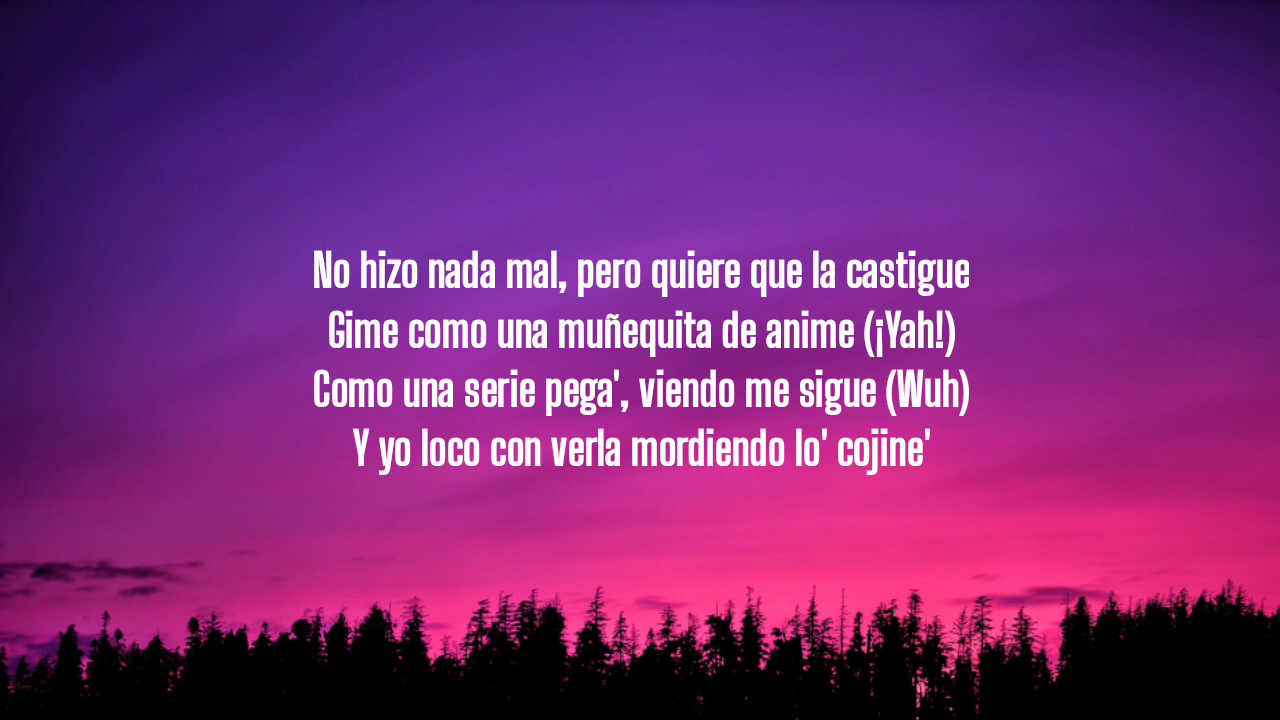 No hizo nada mal, pero quiere que la castigue
Gime como una muñequita de anime (¡Yah!)
Como una serie pega', viendo me sigue (Wuh)
Y yo loco con verla mordiendo lo' cojine'